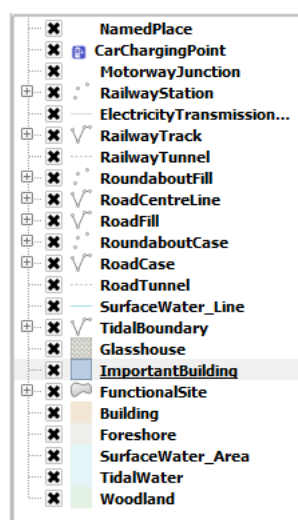 NamedPlace
CarChargingPoint
MotorwayJunction
RailwayStation
ElectricityTransmission...
RailwayTrack
RailwayTunnel
RoundaboutFill
RoadCentreLine
RoadFill
RoundaboutCase
RoadCase
RoadTunnel
SurfaceWater_Line
TidalBoundary
Glasshouse
ImportantBuilding
FunctionalSite
Building
Foreshore
SurfaceWater_Area
TidalWater
Woodland